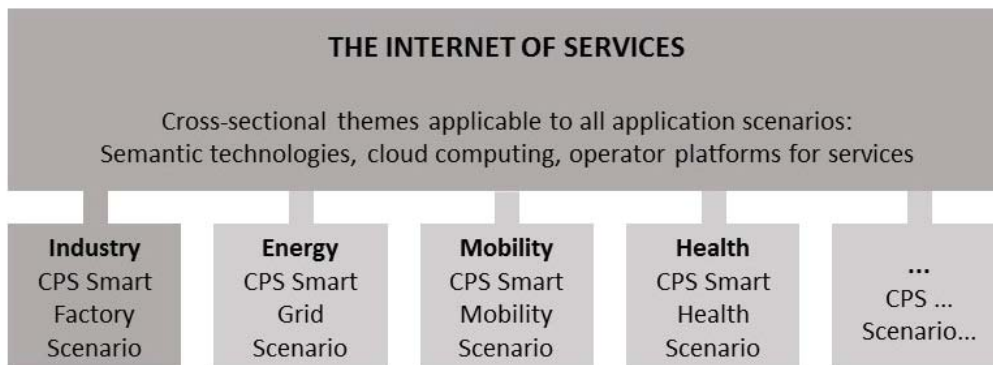 THE INTERNET OF SERVICES
Cross-sectional themes applicable to all application scenarios:
Semantic technologies, cloud computing, operator platforms for services
Industry
CPS Smart
Factory
Scenario
Energy
CPS Smart
Grid
Scenario
Mobility
CPS Smart
Mobility
Scenario
Health
CPS Smart
Health
Scenario
...
CPS ...
Scenario...